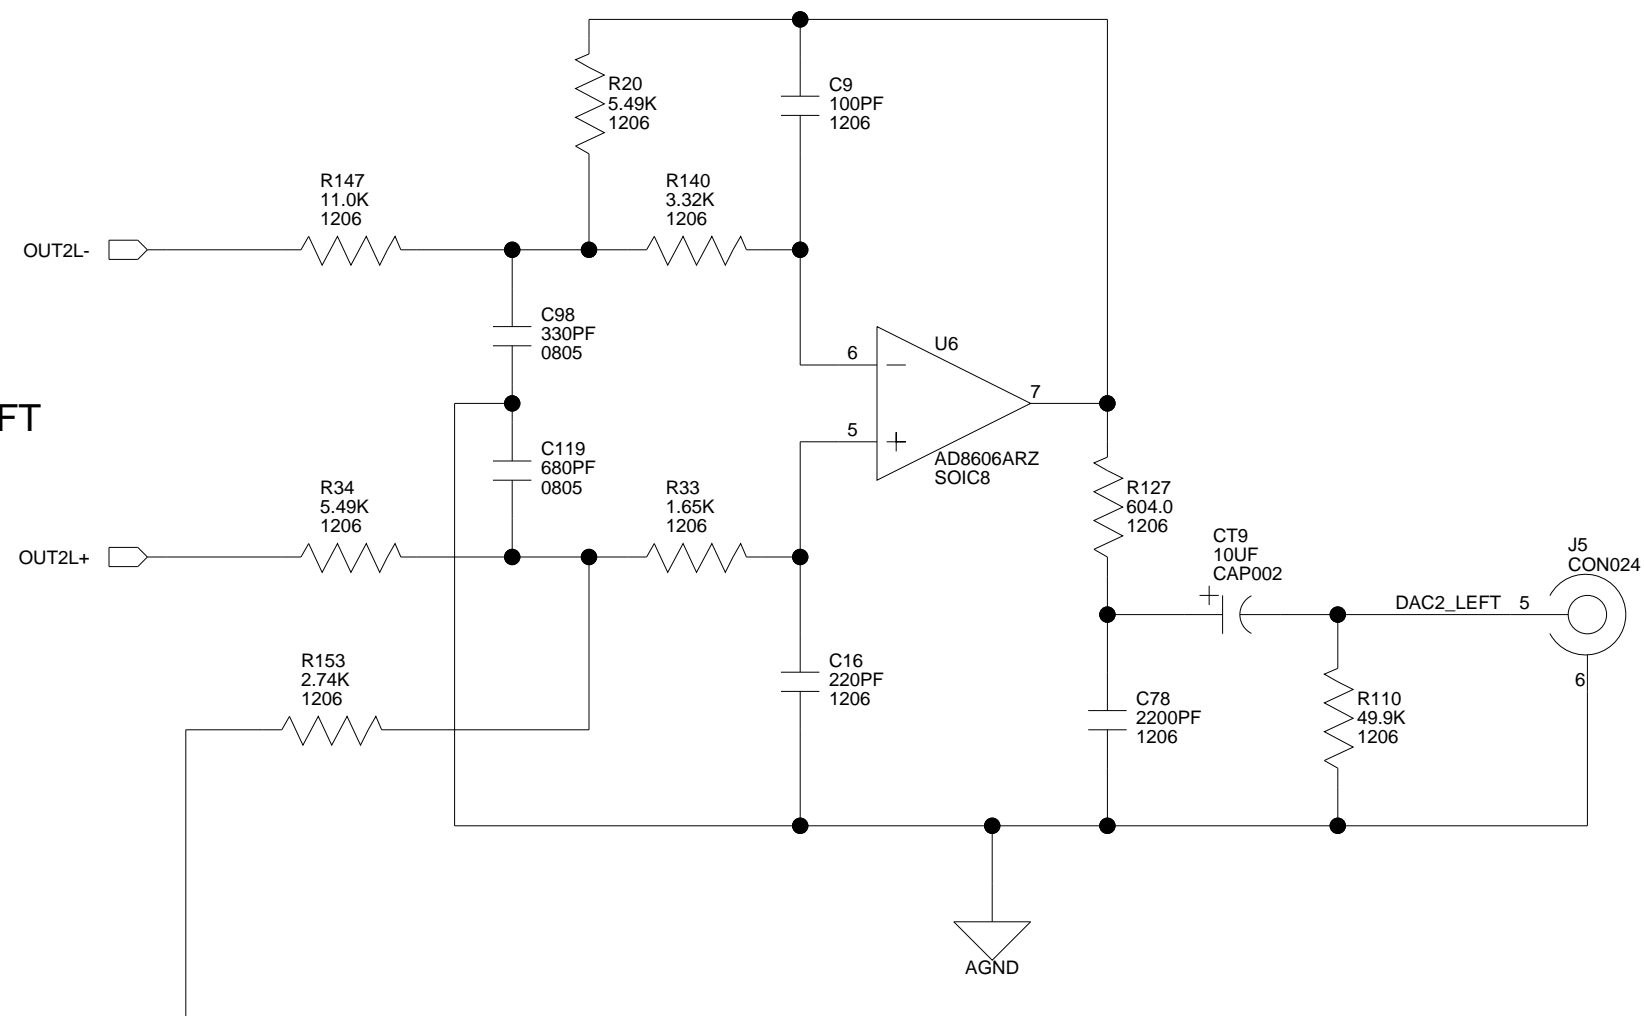 R20
5.49K
1206
C9
100PF
1206
R147
11.0K
1206
R140
3.32K
1206
OUT2L-
C98
330PF
0805
6
U6
7
5
AD8606ARZ
SOIC8
FT
C119
680PF
0805
R34
5.49K
1206
R33
1.65K
1206
OUT2L+
R127
604.0
1206
CT9
10UF
CAP002
J5
CON024
DAC2_LEFT 5
6
R153
2.74K
1206
C16
220PF
1206
C78
2200PF
1206
R110
49.9K
1206
AGND